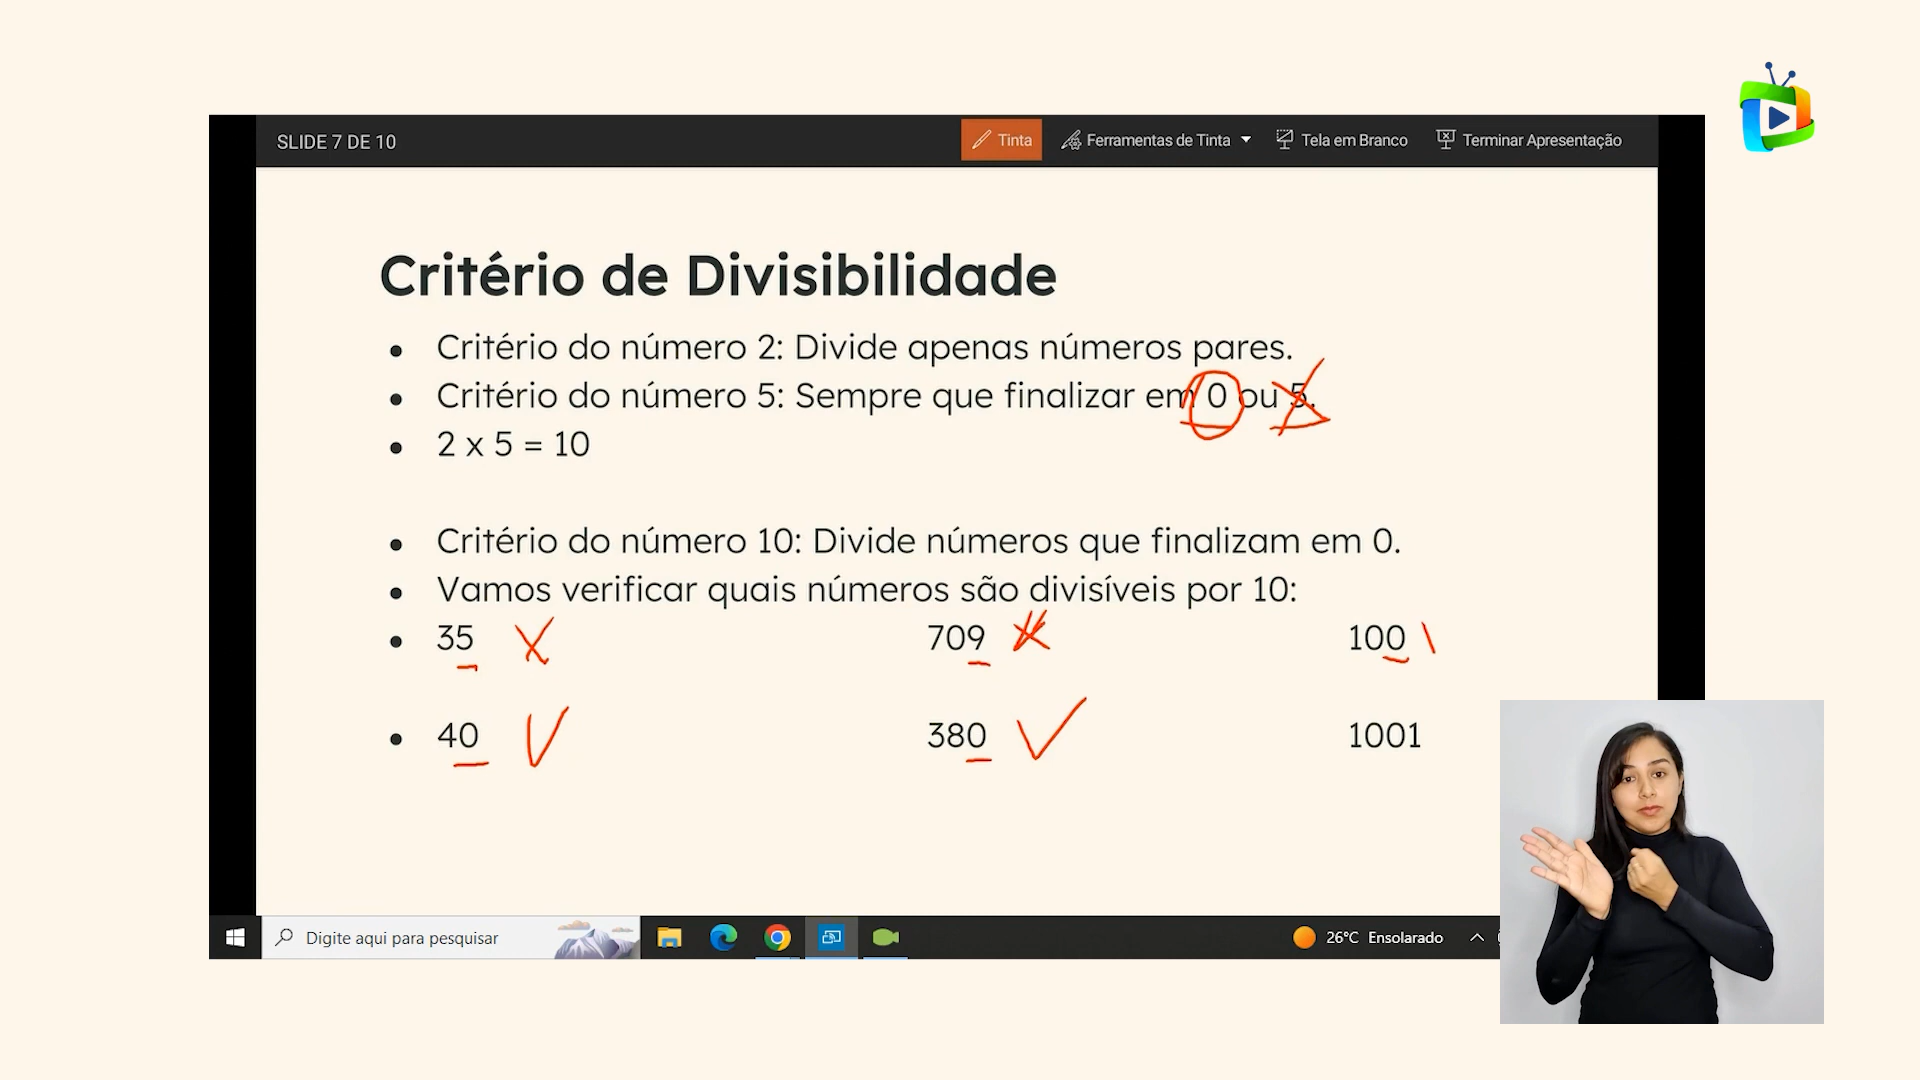 SLIDE 7 DE 10
Tinta
Ferramentas de Tinta
Tela em Branco
Terminar Apresentação
Critério de Divisibilidade
• Critério do número 2: Divide apenas números pares.
• Critério do número 5: Sempre que finalizar em 0 ou 5.
• 2 x 5 = 10
• Critério do número 10: Divide números que finalizam em 0.
• Vamos verificar quais números são divisíveis por 10:
• 35 709 100
• 40 380 1001
Digite aqui para pesquisar
26°C Ensolarado